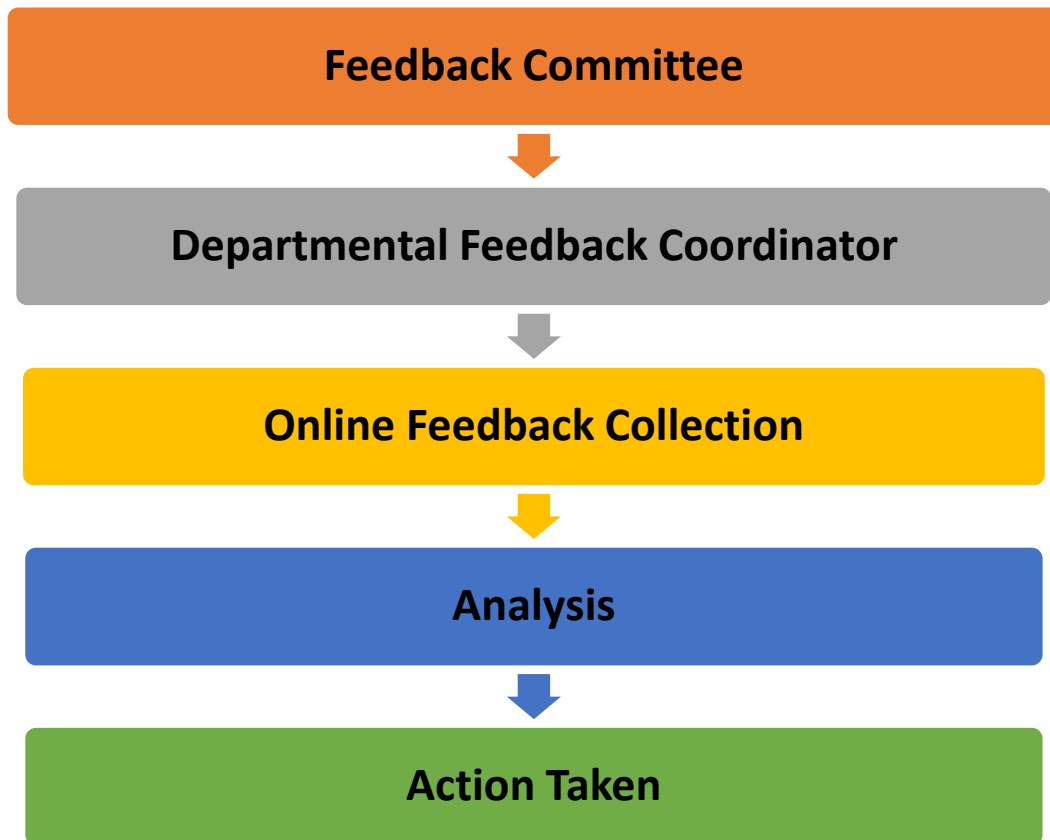 Feedback Committee
Departmental Feedback Coordinator
Online Feedback Collection
Analysis
Action Taken